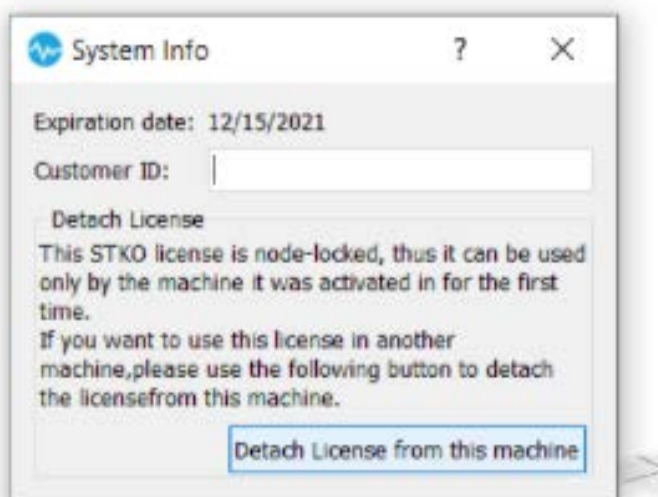 System Info ?
Expiration date: 12/15/2021
Customer ID:
Detach License
This STKO license is node-locked, thus it can be used
only by the machine it was activated in for the first
time.
If you want to use this license in another
machine,please use the following button to detach
the licensefrom this machine.
Detach License from this machine